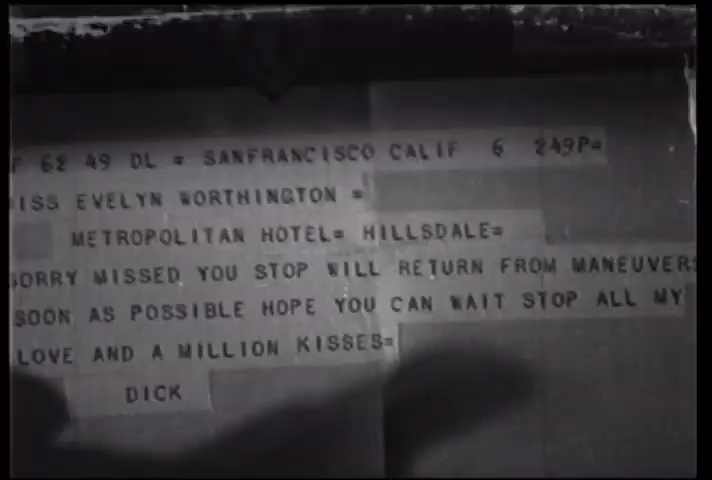 F 62 49 DL = SANFRANCISCO CALIF 6 249P=
ISS EVELYN WORTHINGTON =
METROPOLITAN HOTEL= HILLSDALE=
SORRY MISSED YOU STOP WILL RETURN FROM MANEUVERS
SOON AS POSSIBLE HOPE YOU CAN WAIT STOP ALL MY
LOVE AND A MILLION KISSES=
DICK